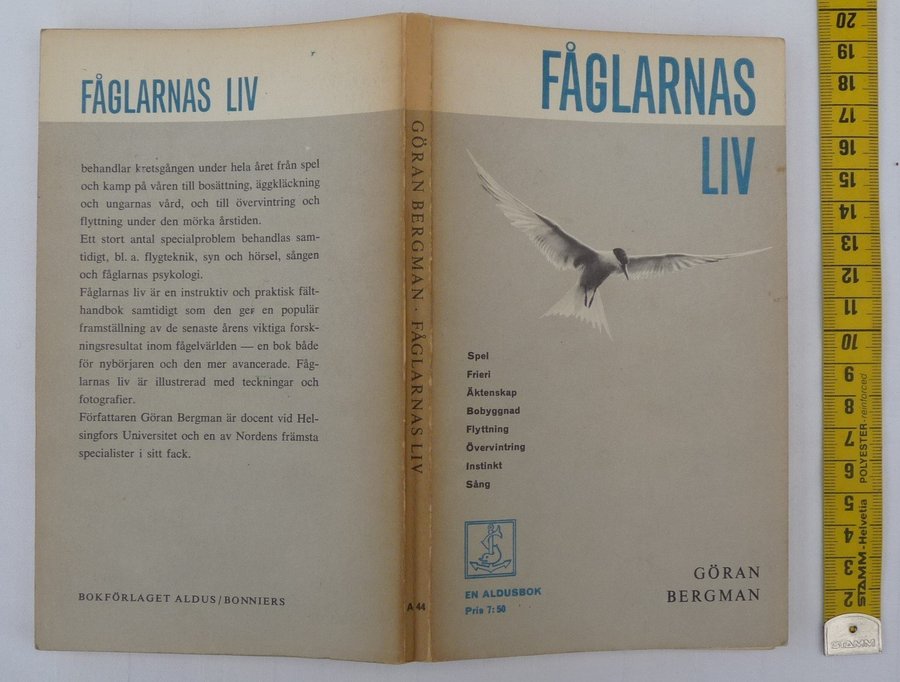 FÅGLARNAS LIV
behandlar kretsgången under hela året från spel
och kamp på våren till bosättning, äggkläckning
och ungarnas vård, och till övervintring och
flyttning under den mörka årstiden.
Ett stort antal specialproblem behandlas sam-
tidigt, bl. a. flygteknik, syn och hörsel, sången
och fåglarnas psykologi.
Fåglarnas liv är en instruktiv och praktisk fält-
handbok samtidigt som den ger en populär
framställning av de senaste årens viktiga forsk-
ningsresultat inom fågelvärlden — en bok både
för nybörjaren och den mer avancerade. Fåg-
larnas liv är illustrerad med teckningar och
fotografier.
Författaren Göran Bergman är docent vid Hel-
singfors Universitet och en av Nordens främsta
specialister i sitt fack.
BOKFÖRLAGET ALDUS/BONNIERS
GÖRAN BERGMAN · FÅGLARNAS LIV
A 44
FÅGLARNAS
LIV
Spel
Frieri
Äktenskap
Bobyggnad
Flyttning
Övervintring
Instinkt
Sång
EN ALDUSBOK
Pris 7:50
GÖRAN
BERGMAN
20
19
18
17
16
15
14
13
12
11
10
9
8
7
6
5
4
3
2
POLYESTER-reinforced
STAMM-Helvetia
STAMM